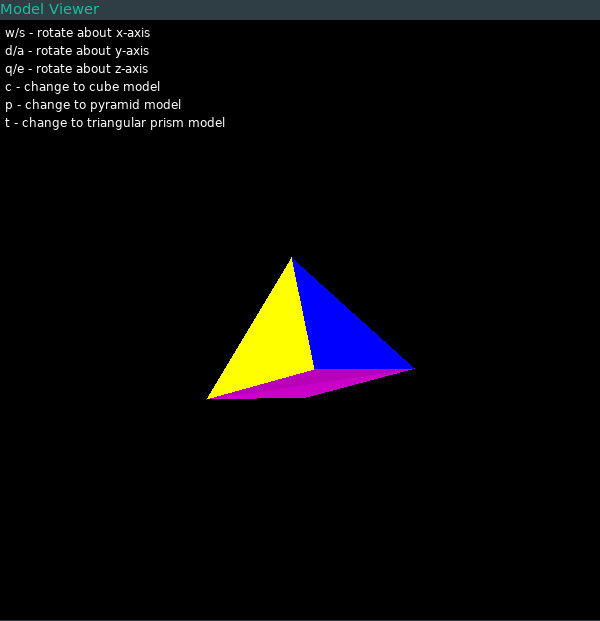 Model Viewer
w/s - rotate about x-axis
d/a - rotate about y-axis
q/e - rotate about z-axis
c - change to cube model
p - change to pyramid model
t - change to triangular prism model